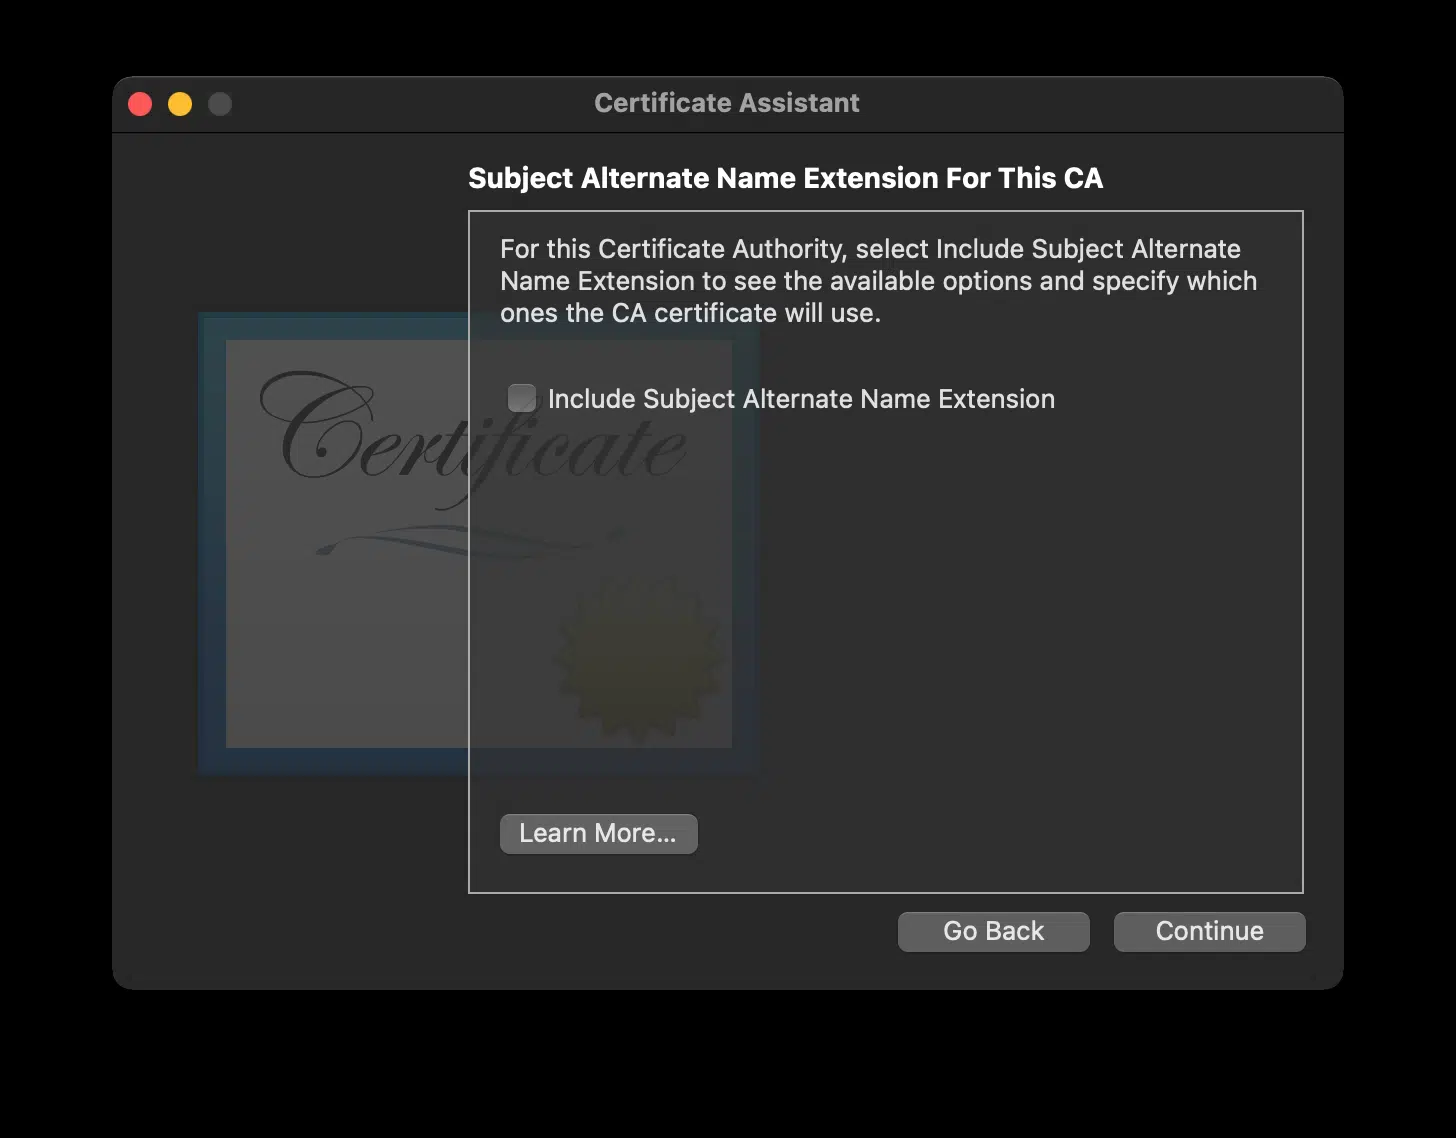 Certificate Assistant
Subject Alternate Name Extension For This CA
For this Certificate Authority, select Include Subject Alternate
Name Extension to see the available options and specify which
ones the CA certificate will use.
Include Subject Alternate Name Extension
Certificate
Learn More...
Go Back
Continue